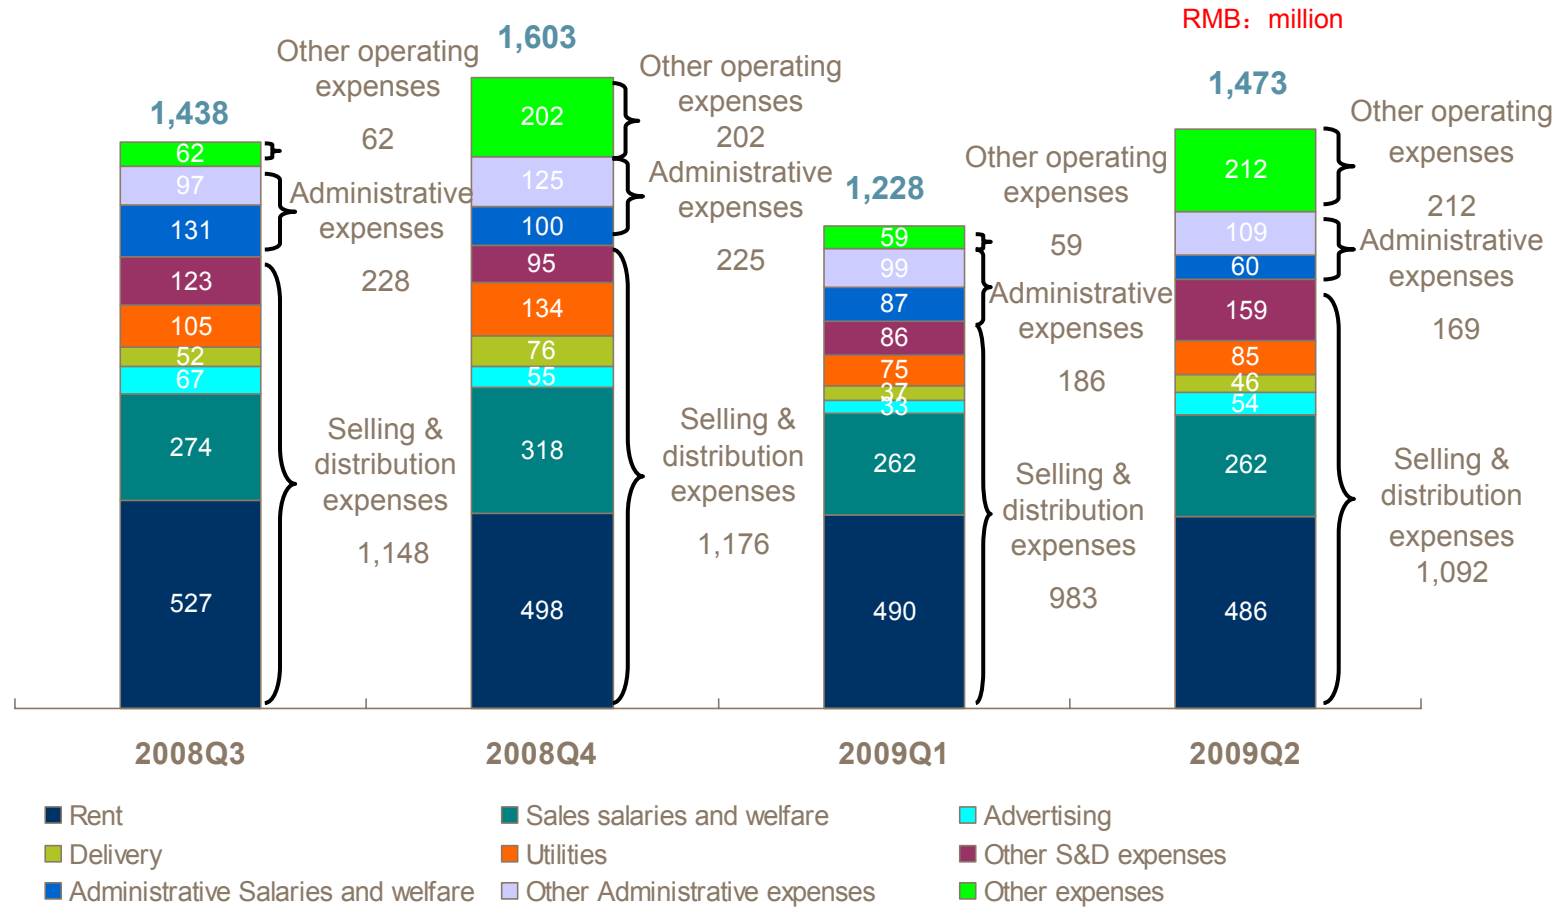 RMB：million
1,438
62
97
131
123
105
52
67
274
527
Other operating
expenses
62
Administrative
expenses
228
Selling &
distribution
expenses
1,148
1,603
202
125
100
95
134
76
55
318
498
Other operating
expenses
202
Administrative
expenses
225
Selling &
distribution
expenses
1,176
1,228
59
99
87
86
75
37
33
262
490
Other operating
expenses
59
Administrative
expenses
186
Selling &
distribution
expenses
983
1,473
212
109
60
159
85
46
54
262
486
Other operating
expenses
212
Administrative
expenses
169
Selling &
distribution
expenses
1,092
2008Q3
2008Q4
2009Q1
2009Q2
Rent
Sales salaries and welfare
Advertising
Delivery
Utilities
Other S&D expenses
Administrative Salaries and welfare
Other Administrative expenses
Other expenses